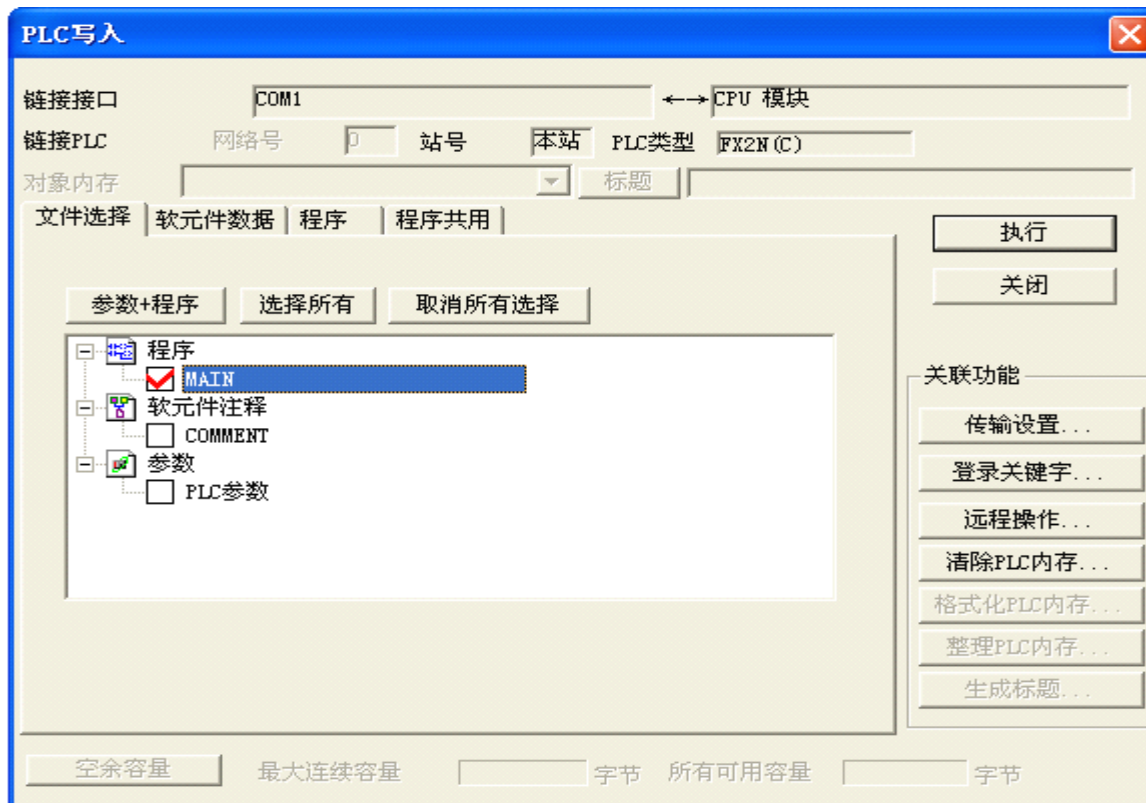 PLC写入
链接接口 COM1 ←→ CPU 模块
链接PLC 网络号 0 站号 本站 PLC类型 FX2N(C)
对象内存 标题
文件选择 软元件数据 程序 程序共用
执行
关闭
参数+程序 选择所有 取消所有选择
程序
MAIN
软元件注释
COMMENT
参数
PLC参数
关联功能
传输设置...
登录关键字...
远程操作...
清除PLC内存...
格式化PLC内存...
整理PLC内存...
生成标题...
空余容量 最大连续容量 字节 所有可用容量 字节